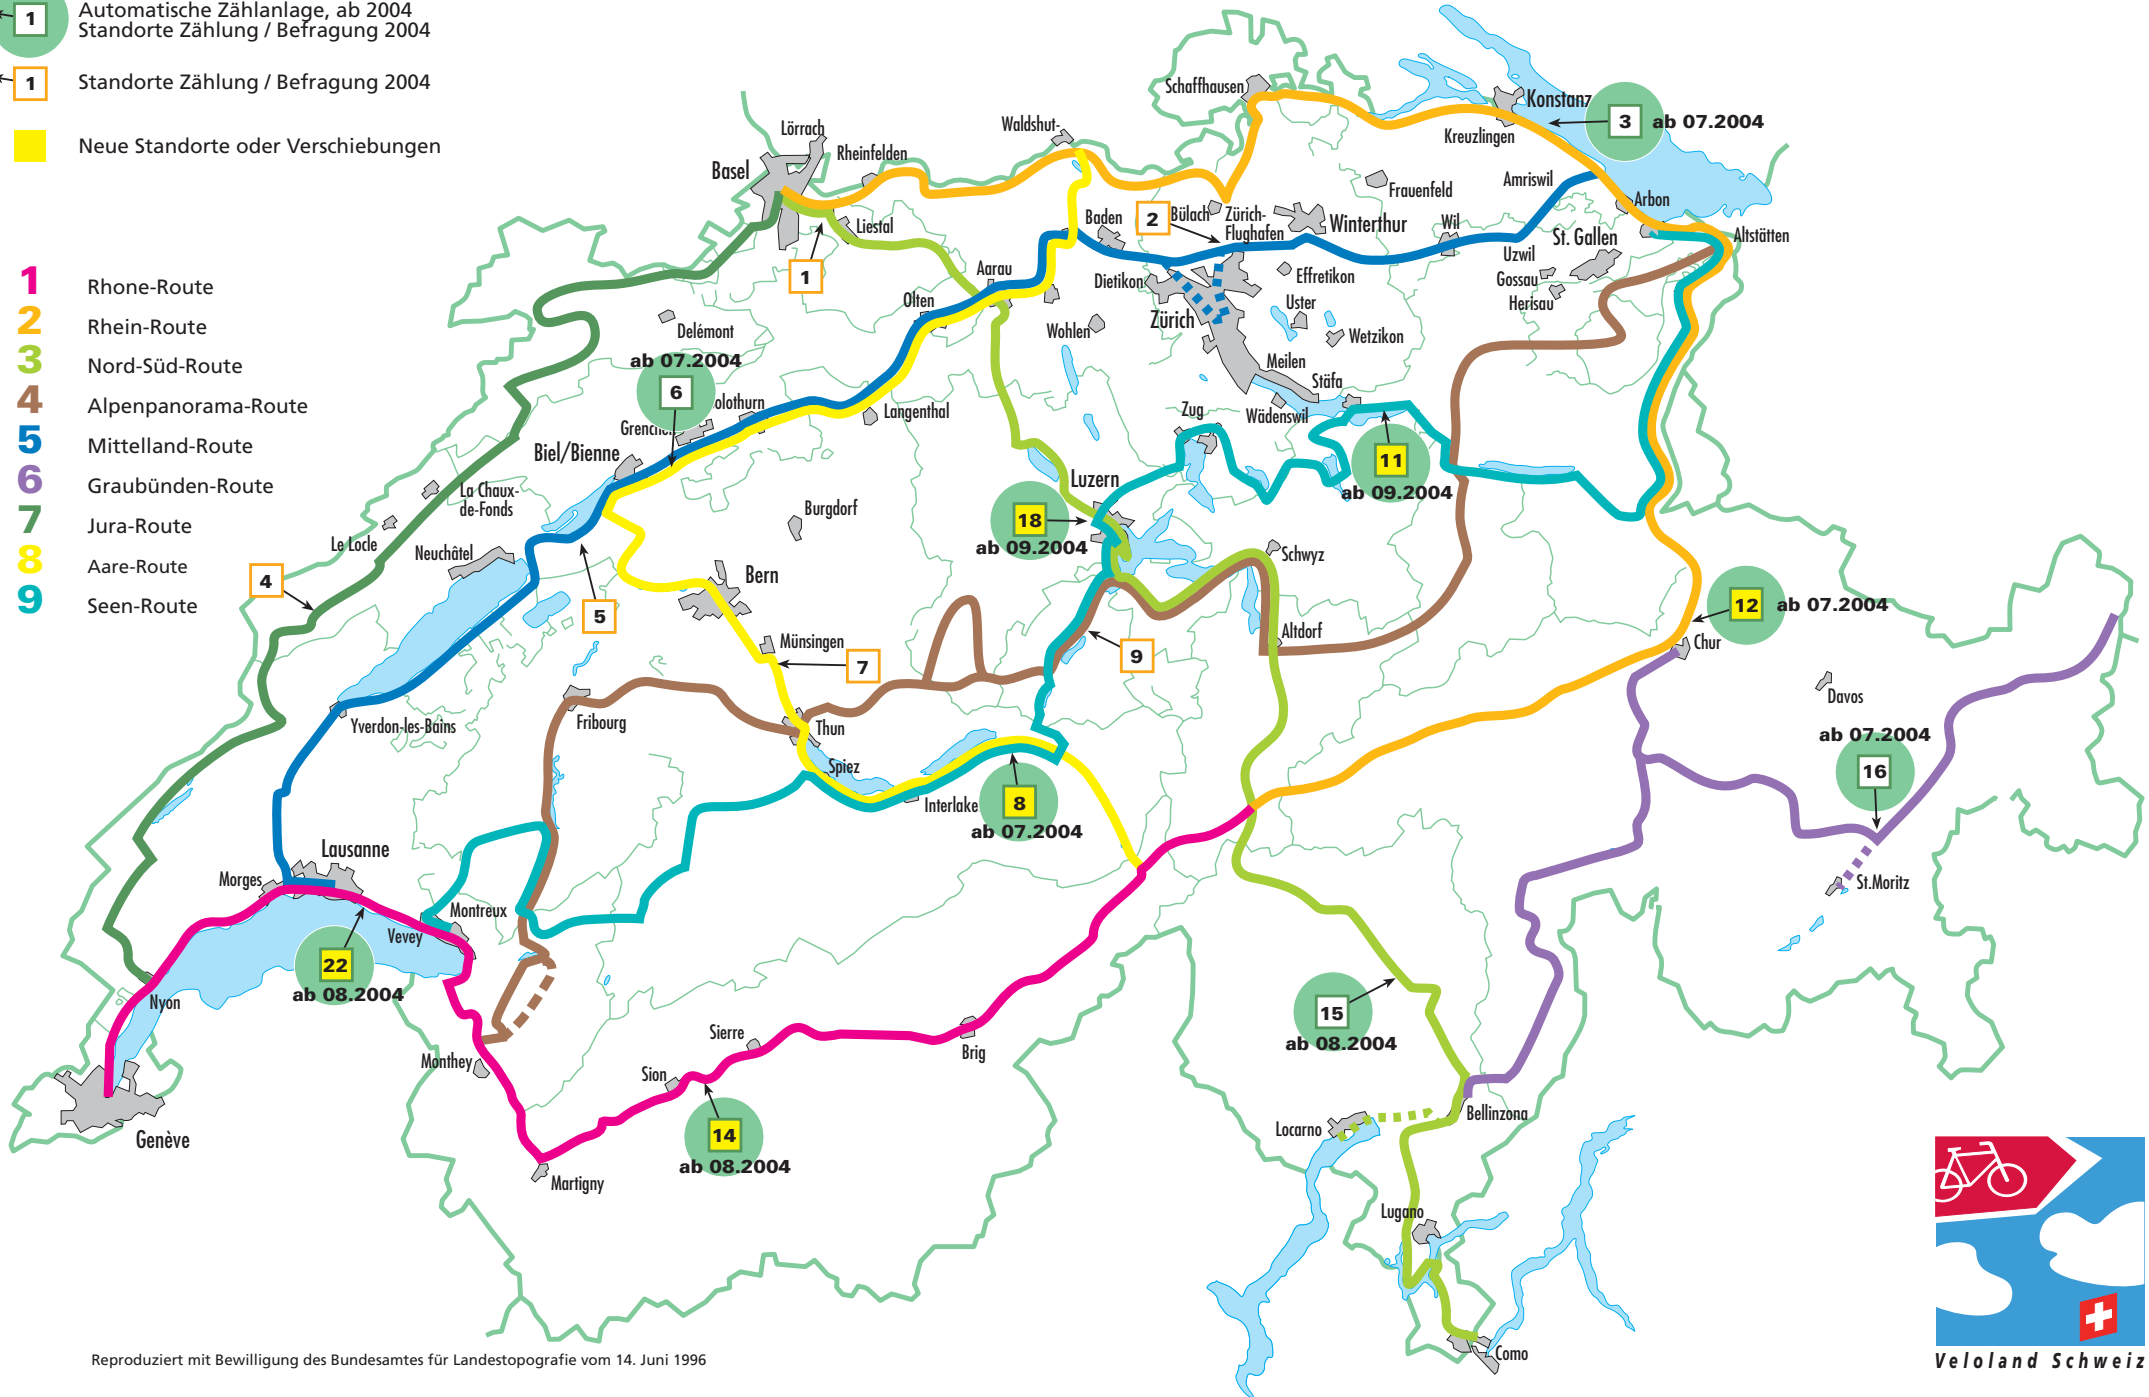 1
Automatische Zählanlage, ab 2004
Standorte Zählung / Befragung 2004
1
Standorte Zählung / Befragung 2004
Neue Standorte oder Verschiebungen
1 Rhone-Route
2 Rhein-Route
3 Nord-Süd-Route
4 Alpenpanorama-Route
5 Mittelland-Route
6 Graubünden-Route
7 Jura-Route
8 Aare-Route
9 Seen-Route
Schaffhausen
Konstanz
3 ab 07.2004
Kreuzlingen
Waldshut-
Lörrach
Rheinfelden
Basel
Frauenfeld
Amriswil
Arbon
Liestal
Baden
2
Bülach
Zürich-
Flughafen
Winterthur
Wil
St. Gallen
Altstätten
Uzwil
Gossau
Herisau
1
Aarau
Dietikon
Effretikon
Olten
Uster
Zürich
Wohlen
Wetzikon
Delémont
ab 07.2004
6
Meilen
Stäfa
Wädenswil
Zug
olothurn
Grenchen
Langenthal
Biel/Bienne
11
ab 09.2004
Luzern
La Chaux-
de-Fonds
Burgdorf
18
ab 09.2004
Le Locle
Neuchâtel
Schwyz
4
Bern
5
12 ab 07.2004
Altdorf
Chur
Münsingen
7
9
Davos
Fribourg
Yverdon-les-Bains
Thun
ab 07.2004
16
Spiez
Interlake
8
ab 07.2004
Lausanne
Morges
St.Moritz
Montreux
Vevey
22
ab 08.2004
Nyon
15
ab 08.2004
Sierre
Brig
Monthey
Sion
14
ab 08.2004
Genève
Martigny
Locarno
Bellinzona
Lugano
Como
Reproduziert mit Bewilligung des Bundesamtes für Landestopografie vom 14. Juni 1996
Veloland Schweiz